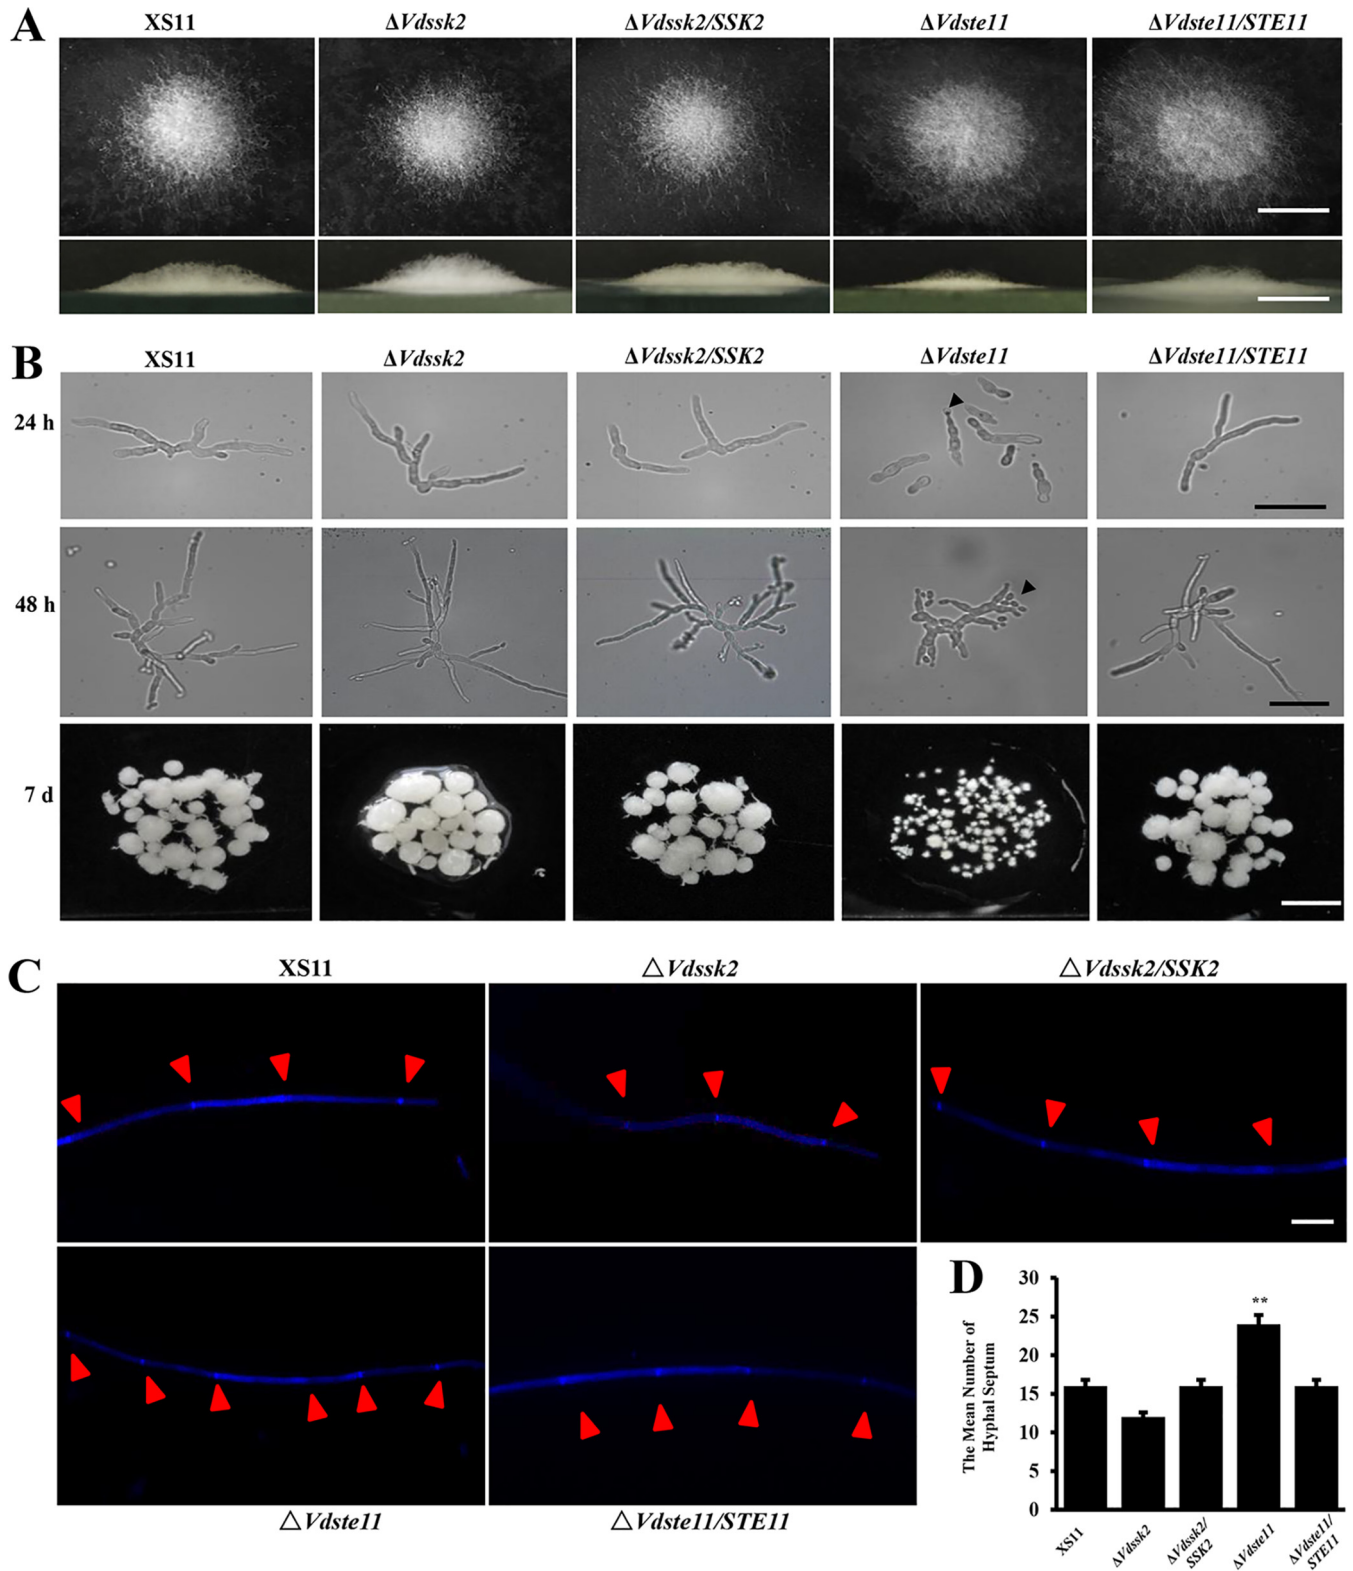 A
XS11
ΔVdssk2
ΔVdssk2/SSK2
ΔVdste11
ΔVdste11/STE11
B
XS11
ΔVdssk2
ΔVdssk2/SSK2
ΔVdste11
ΔVdste11/STE11
24 h
48 h
7 d
C
XS11
△Vdssk2
△Vdssk2/SSK2
△Vdste11
△Vdste11/STE11
D
The Mean Number of
Hyphal Septum
30
25
20
15
10
5
0
**
XS11
ΔVdssk2
ΔVdssk2/
SSK2
ΔVdste11
ΔVdste11/
STE11